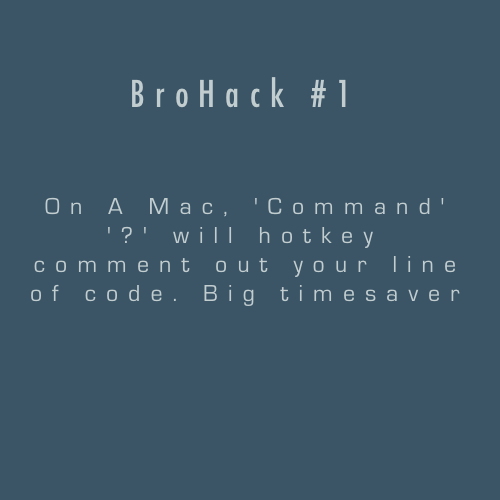 BroHack #1
On A Mac, 'Command'
'?' will hotkey
comment out your line
of code. Big timesaver